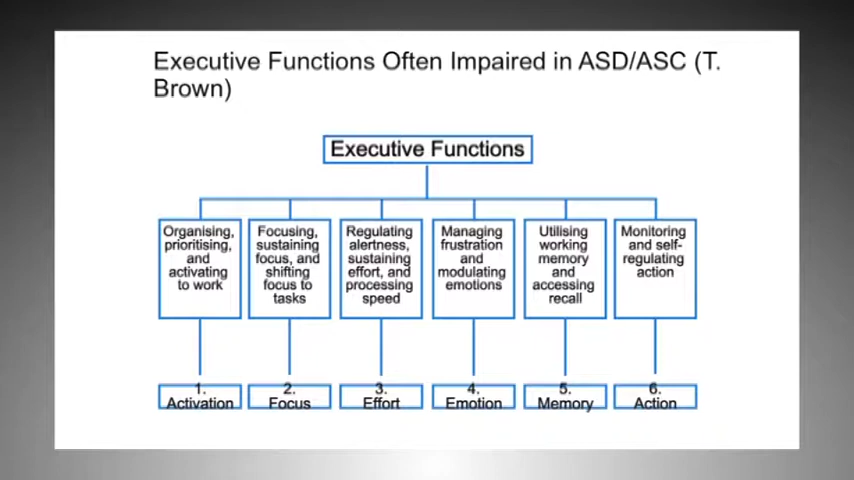 Executive Functions Often Impaired in ASD/ASC (T.
Brown)
Executive Functions
Organising,
prioritising,
and
activating
to work
Focusing,
sustaining
focus, and
shifting
focus to
tasks
Regulating
alertness,
sustaining
effort, and
processing
speed
Managing
frustration
and
modulating
emotions
Utilising
working
memory
and
accessing
recall
Monitoring
and self-
regulating
action
1.
Activation
2.
Focus
3.
Effort
4.
Emotion
5.
Memory
6.
Action